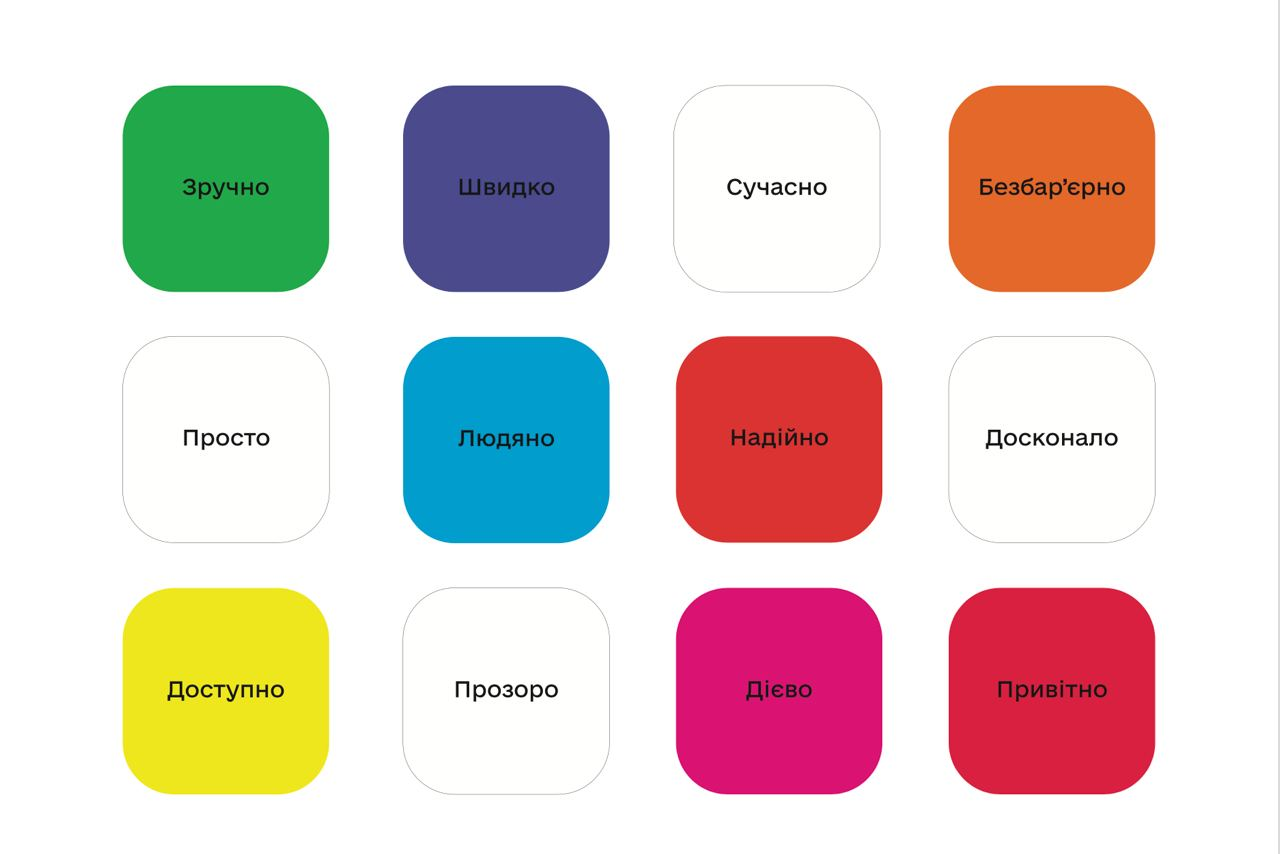 Зручно
Швидко
Сучасно
Безбар’єрно
Просто
Людяно
Надійно
Досконало
Доступно
Прозоро
Дієво
Привітно